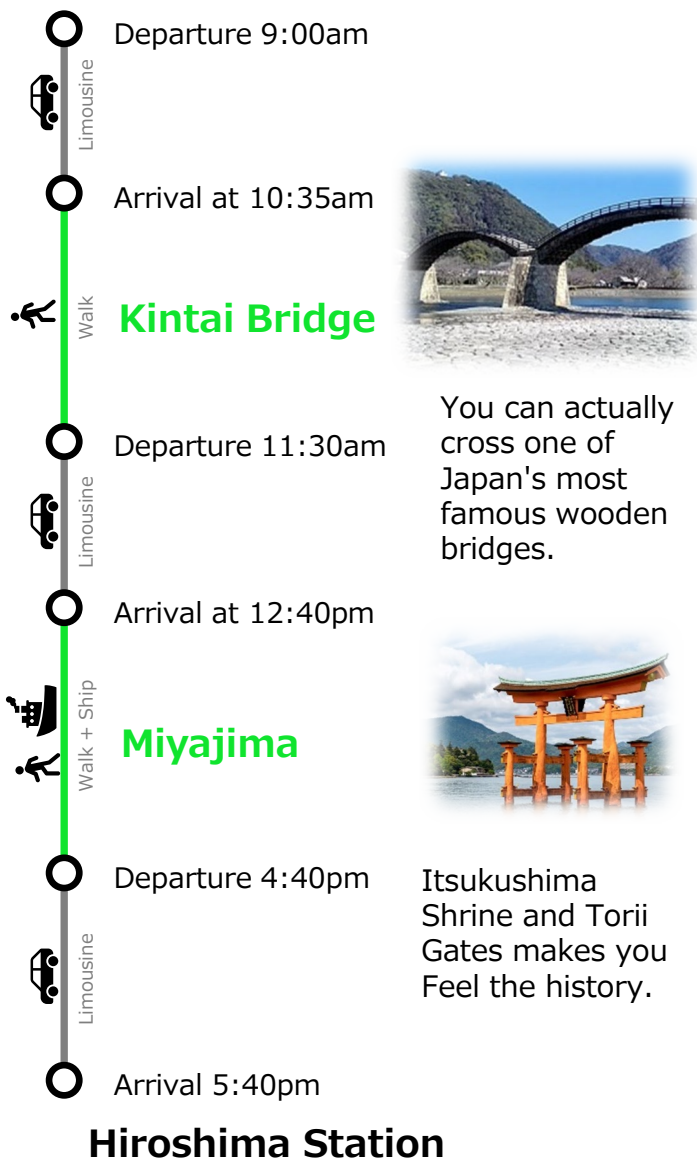 Departure 9:00am
Limousine
Arrival at 10:35am
Walk
Kintai Bridge
Departure 11:30am
You can actually
cross one of
Japan's most
famous wooden
bridges.
Limousine
Arrival at 12:40pm
Walk + Ship
Miyajima
Departure 4:40pm
Itsukushima
Shrine and Torii
Gates makes you
Feel the history.
Limousine
Arrival 5:40pm
Hiroshima Station